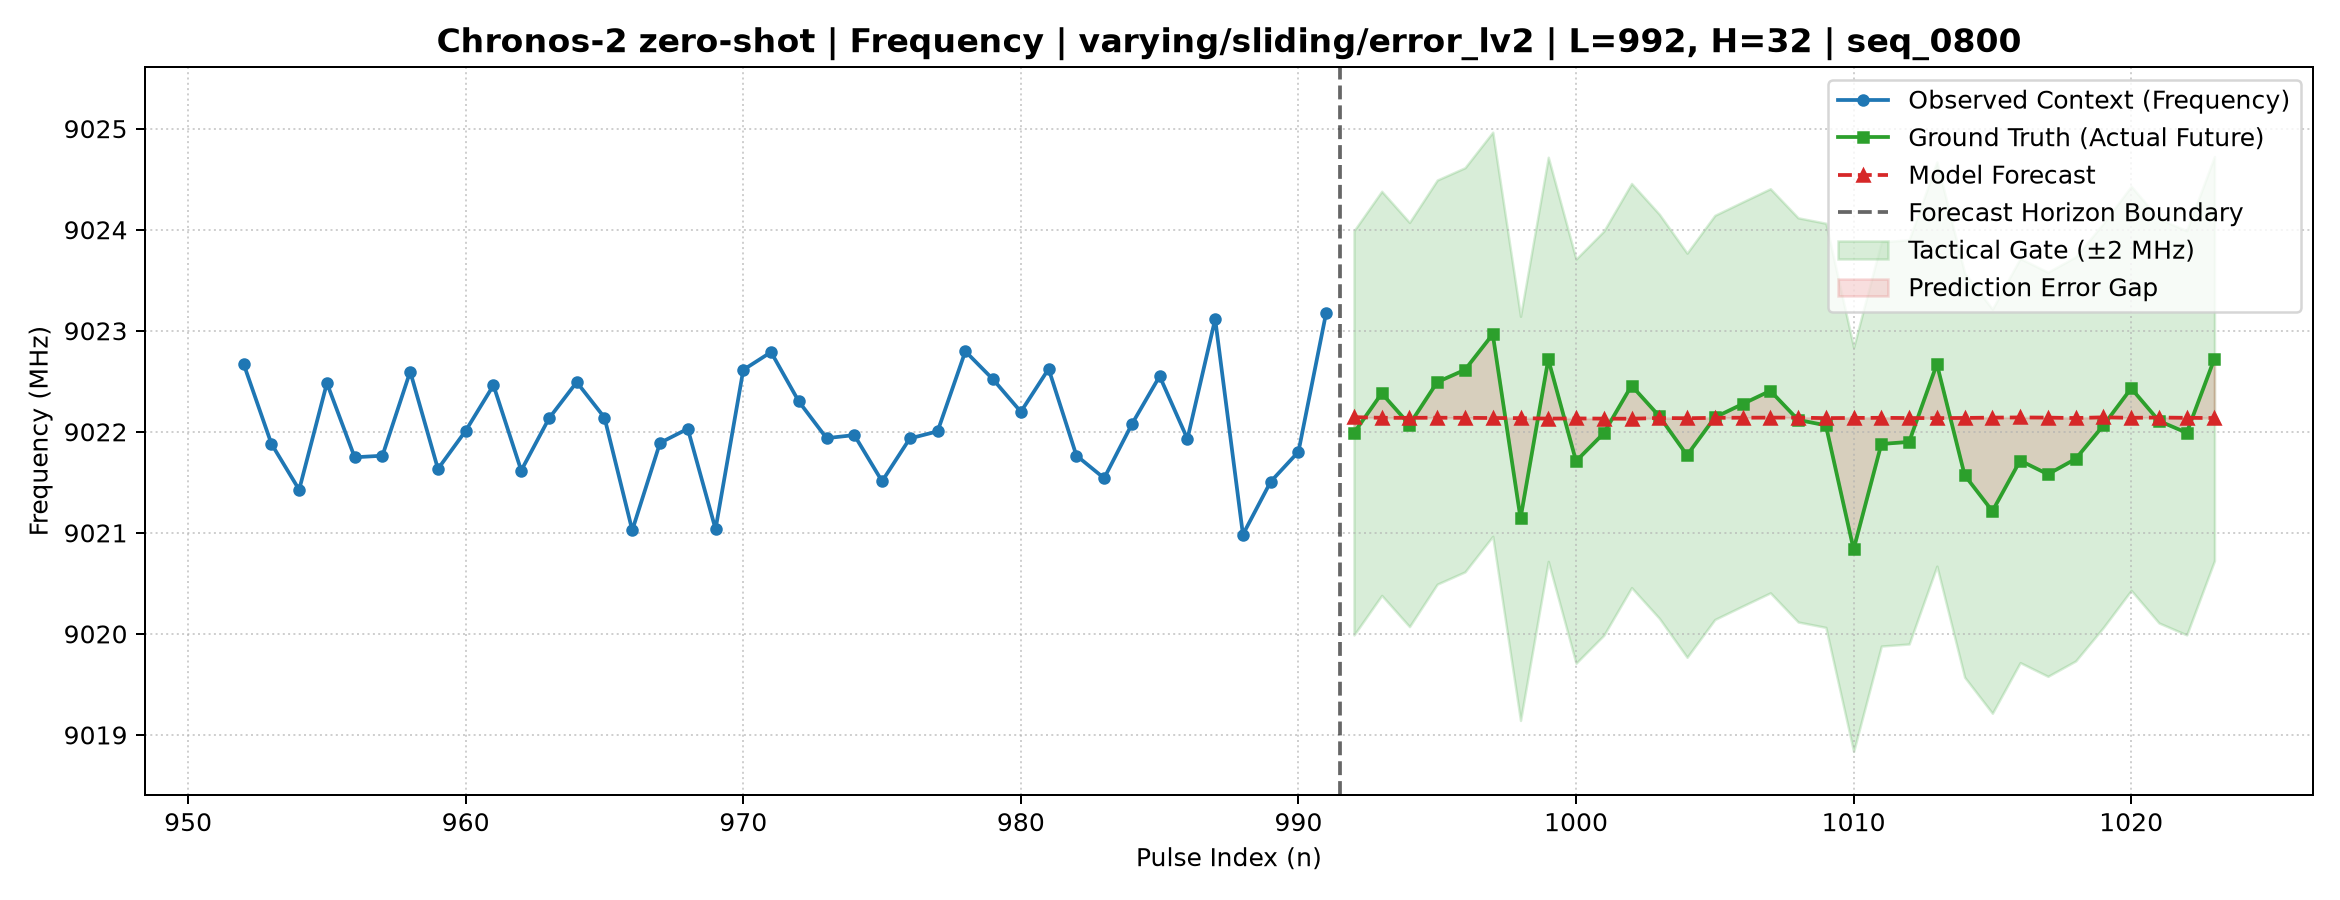 Chronos-2 zero-shot | Frequency | varying/sliding/error_lv2 | L=992, H=32 | seq_0800
Observed Context (Frequency)
Ground Truth (Actual Future)
Model Forecast
Forecast Horizon Boundary
Tactical Gate (±2 MHz)
Prediction Error Gap
Frequency (MHz)
9025
9024
9023
9022
9021
9020
9019
950 960 970 980 990 1000 1010 1020
Pulse Index (n)